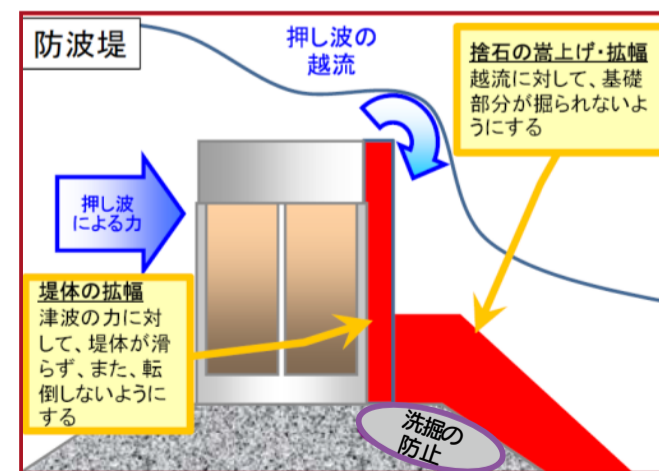 防波堤
押し波の
越流
捨石の嵩上げ・拡幅
越流に対して、基礎
部分が掘られないよ
うにする
押し波
による力
堤体の拡幅
津波の力に対
して、堤体が滑
らず、また、転
倒しないように
する
洗掘の
防止